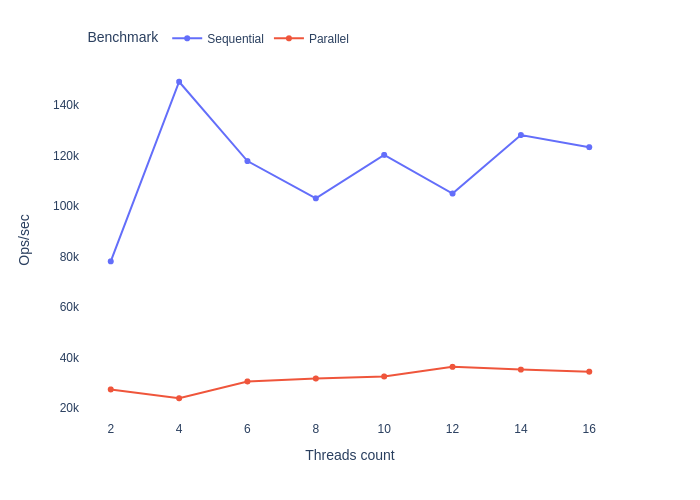 Benchmark Sequential Parallel
140k
120k
100k
80k
60k
40k
20k
Ops/sec
2 4 6 8 10 12 14 16
Threads count